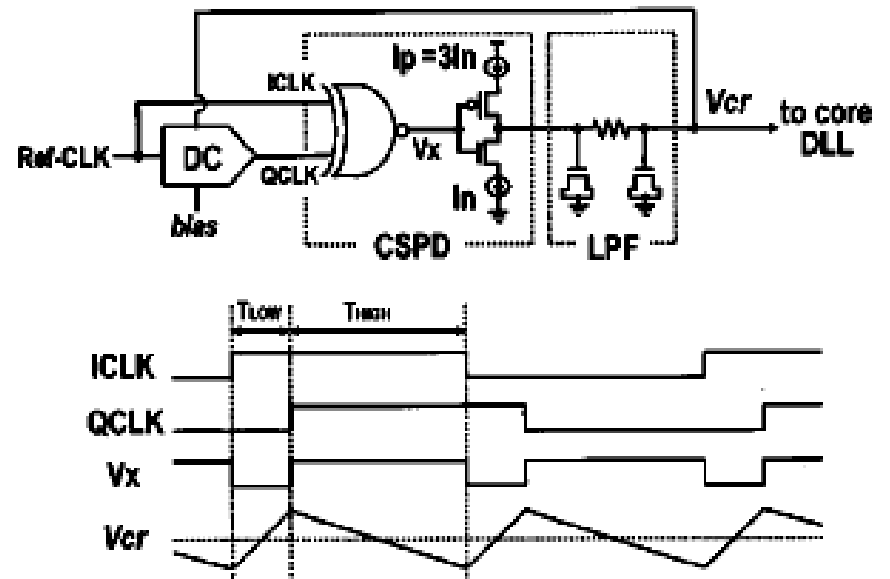 Ip =3In
ICLK
Vcr
to core
DLL
Ref-CLK
DC
Vx
QCLK
In
bias
CSPD
LPF
TLOW
THIGH
ICLK
QCLK
Vx
Vcr